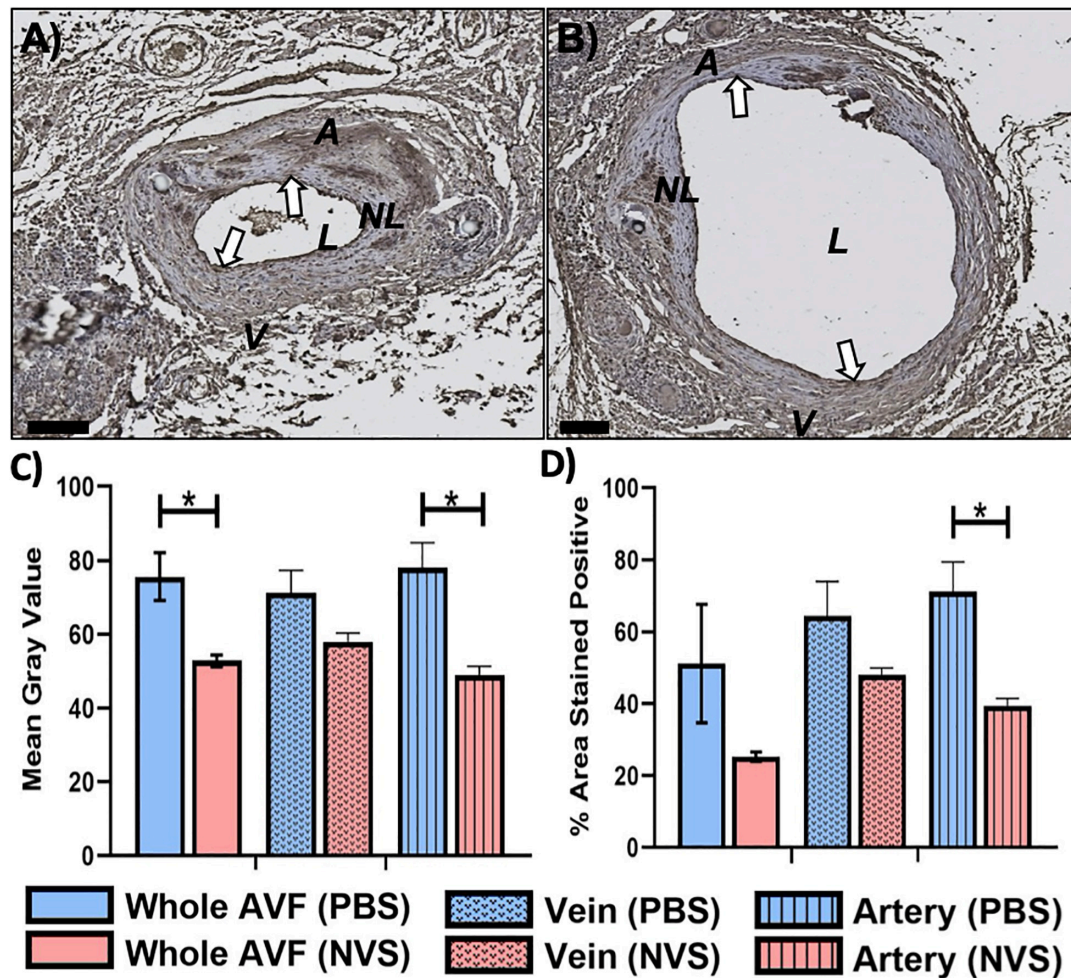 A)
A
NL
L
V
B)
A
NL
L
V
C)
100
80
60
40
20
0
Mean Gray Value
*
*
D)
100
80
60
40
20
0
% Area Stained Positive
*
Whole AVF (PBS)
Vein (PBS)
Artery (PBS)
Whole AVF (NVS)
Vein (NVS)
Artery (NVS)